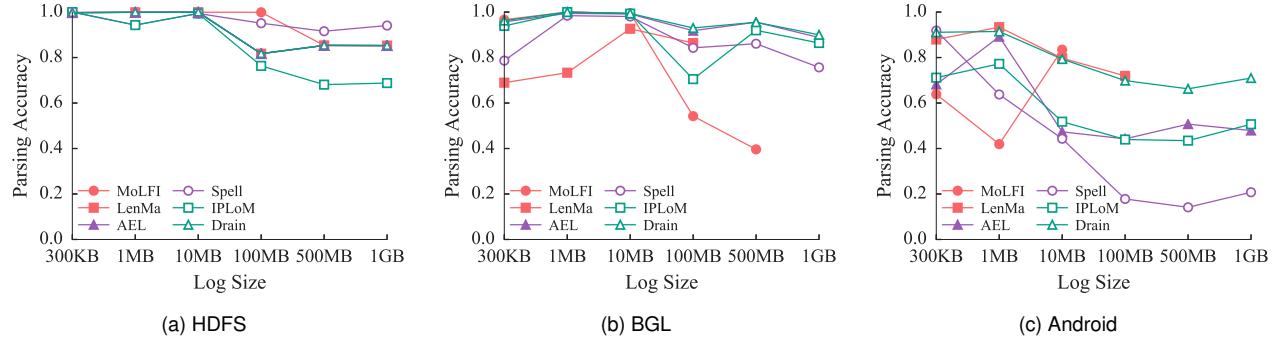 1.0
0.8
0.6
0.4
0.2
0.0
Parsing Accuracy
MoLFI Spell
LenMa IPLoM
AEL Drain
300KB 1MB 10MB 100MB 500MB 1GB
Log Size
(a) HDFS
1.0
0.8
0.6
0.4
0.2
0.0
Parsing Accuracy
MoLFI Spell
LenMa IPLoM
AEL Drain
300KB 1MB 10MB 100MB 500MB 1GB
Log Size
(b) BGL
1.0
0.8
0.6
0.4
0.2
0.0
Parsing Accuracy
MoLFI Spell
LenMa IPLoM
AEL Drain
300KB 1MB 10MB 100MB 500MB 1GB
Log Size
(c) Android